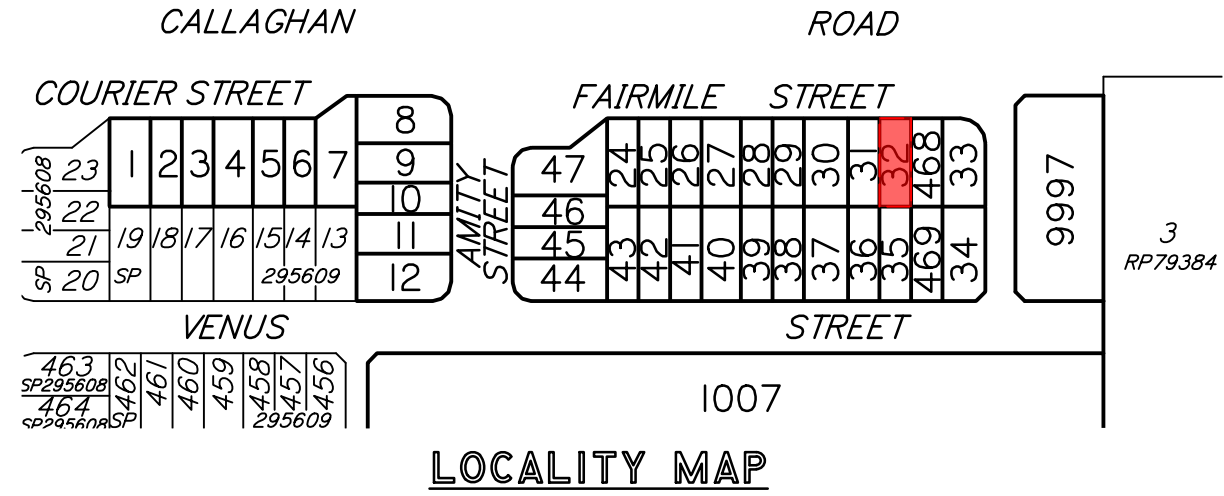 CALLAGHAN ROAD
COURIER STREET
FAIRMILE STREET
8
9
10
11
12
1 2 3 4 5 6 7
23
22
21
SP 20
295608
19 18 17 16 15 14 13
SP 295609
AMITY
STREET
47
46
45
44
24 25 26 27 28 29 30 31 32 468 33
43 42 41 40 39 38 37 36 35 469 34
9997
3
RP79384
VENUS STREET
463
SP295608
464
SP295608
462 461 460 459 458 457 456
SP 295609
1007
LOCALITY MAP